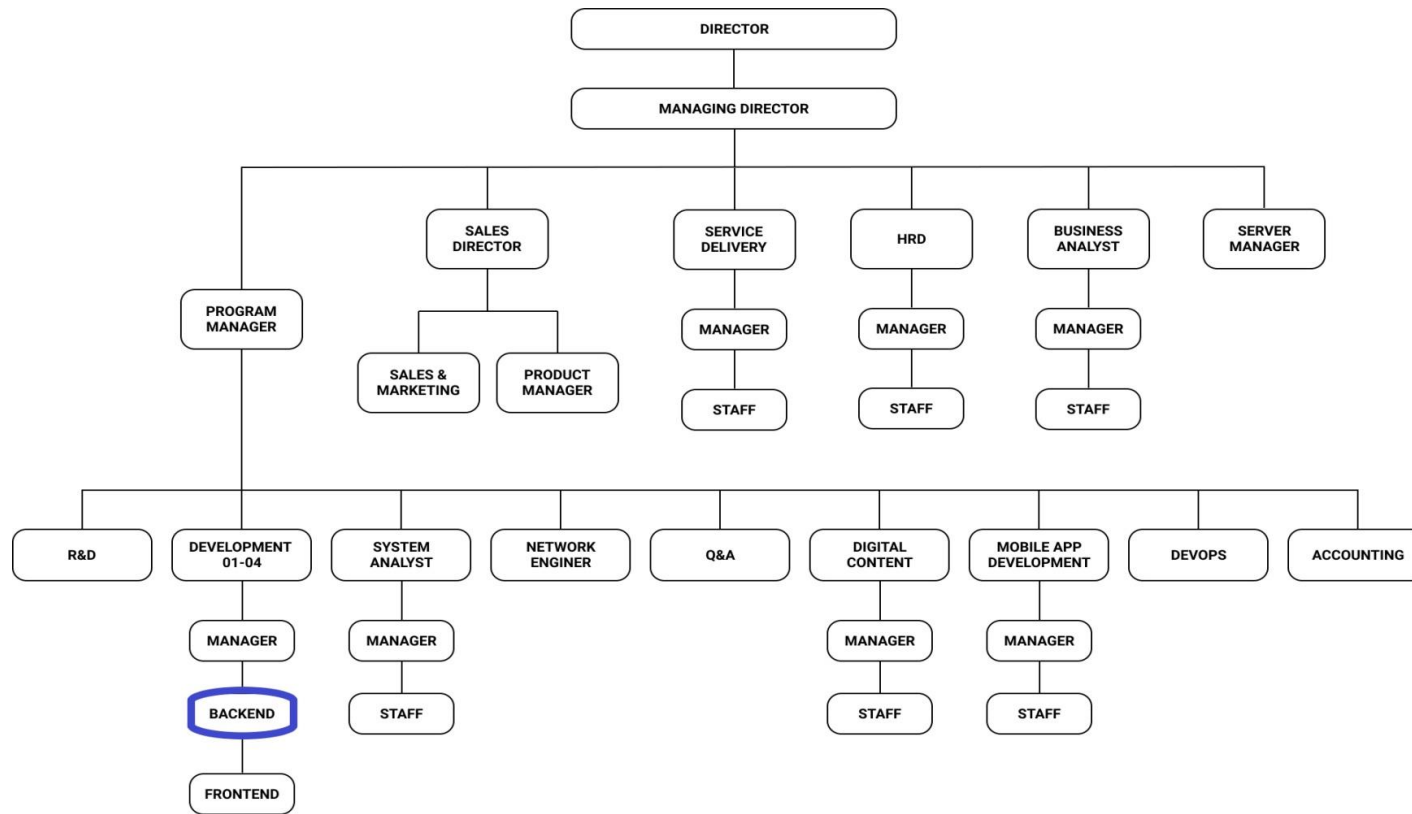 DIRECTOR
MANAGING DIRECTOR
SALES
DIRECTOR
SERVICE
DELIVERY
HRD
BUSINESS
ANALYST
SERVER
MANAGER
PROGRAM
MANAGER
MANAGER
MANAGER
MANAGER
SALES &
MARKETING
PRODUCT
MANAGER
STAFF
STAFF
STAFF
R&D
DEVELOPMENT
01-04
SYSTEM
ANALYST
NETWORK
ENGINER
Q&A
DIGITAL
CONTENT
MOBILE APP
DEVELOPMENT
DEVOPS
ACCOUNTING
MANAGER
MANAGER
MANAGER
MANAGER
BACKEND
STAFF
STAFF
STAFF
FRONTEND